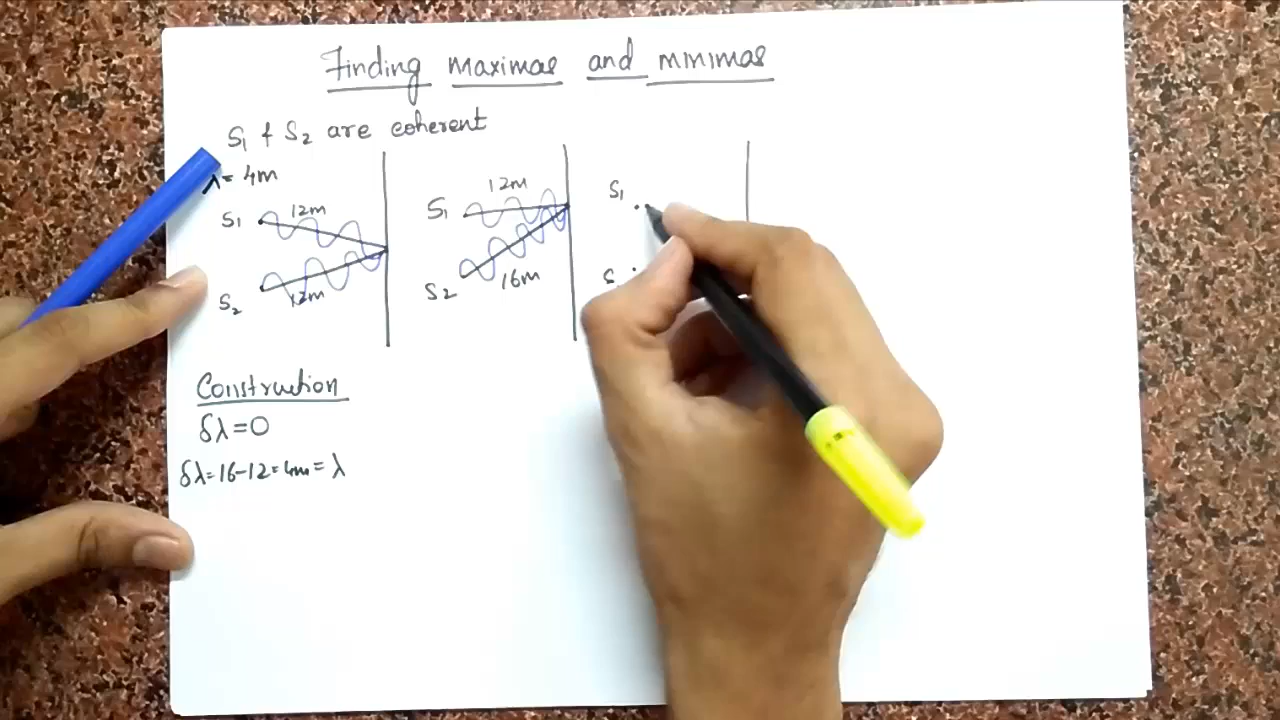 Finding maximas and minimas
S1 & S2 are coherent
λ= 4m
S1 12m
S2 12m
S1 12m
S2 16m
S1
S
Construction
δλ=0
δλ=16-12=4m=λ